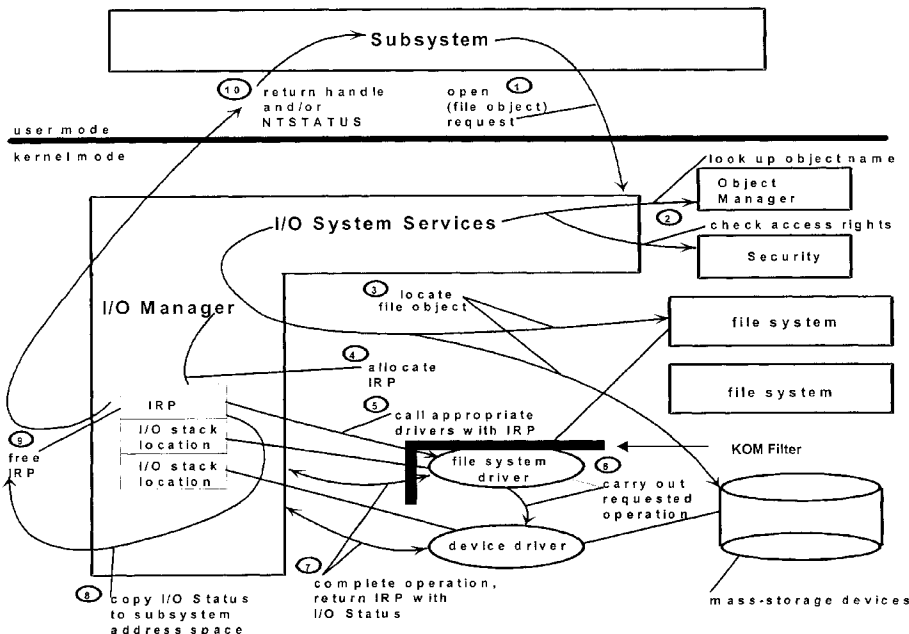 Subsystem
10
return handle
and/or
NTSTATUS
1
open
(file object)
request
user mode
kernel mode
look up object name
Object
Manager
2
check access rights
Security
I/O System Services
I/O Manager
3
locate
file object
file system
file system
4
allocate
IRP
5
call appropriate
drivers with IRP
IRP
I/O stack
location
I/O stack
location
9
free
IRP
KOM Filter
file system
driver
6
carry out
requested
operation
device driver
7
complete operation,
return IRP with
I/O Status
8
copy I/O Status
to subsystem
address space
mass-storage devices